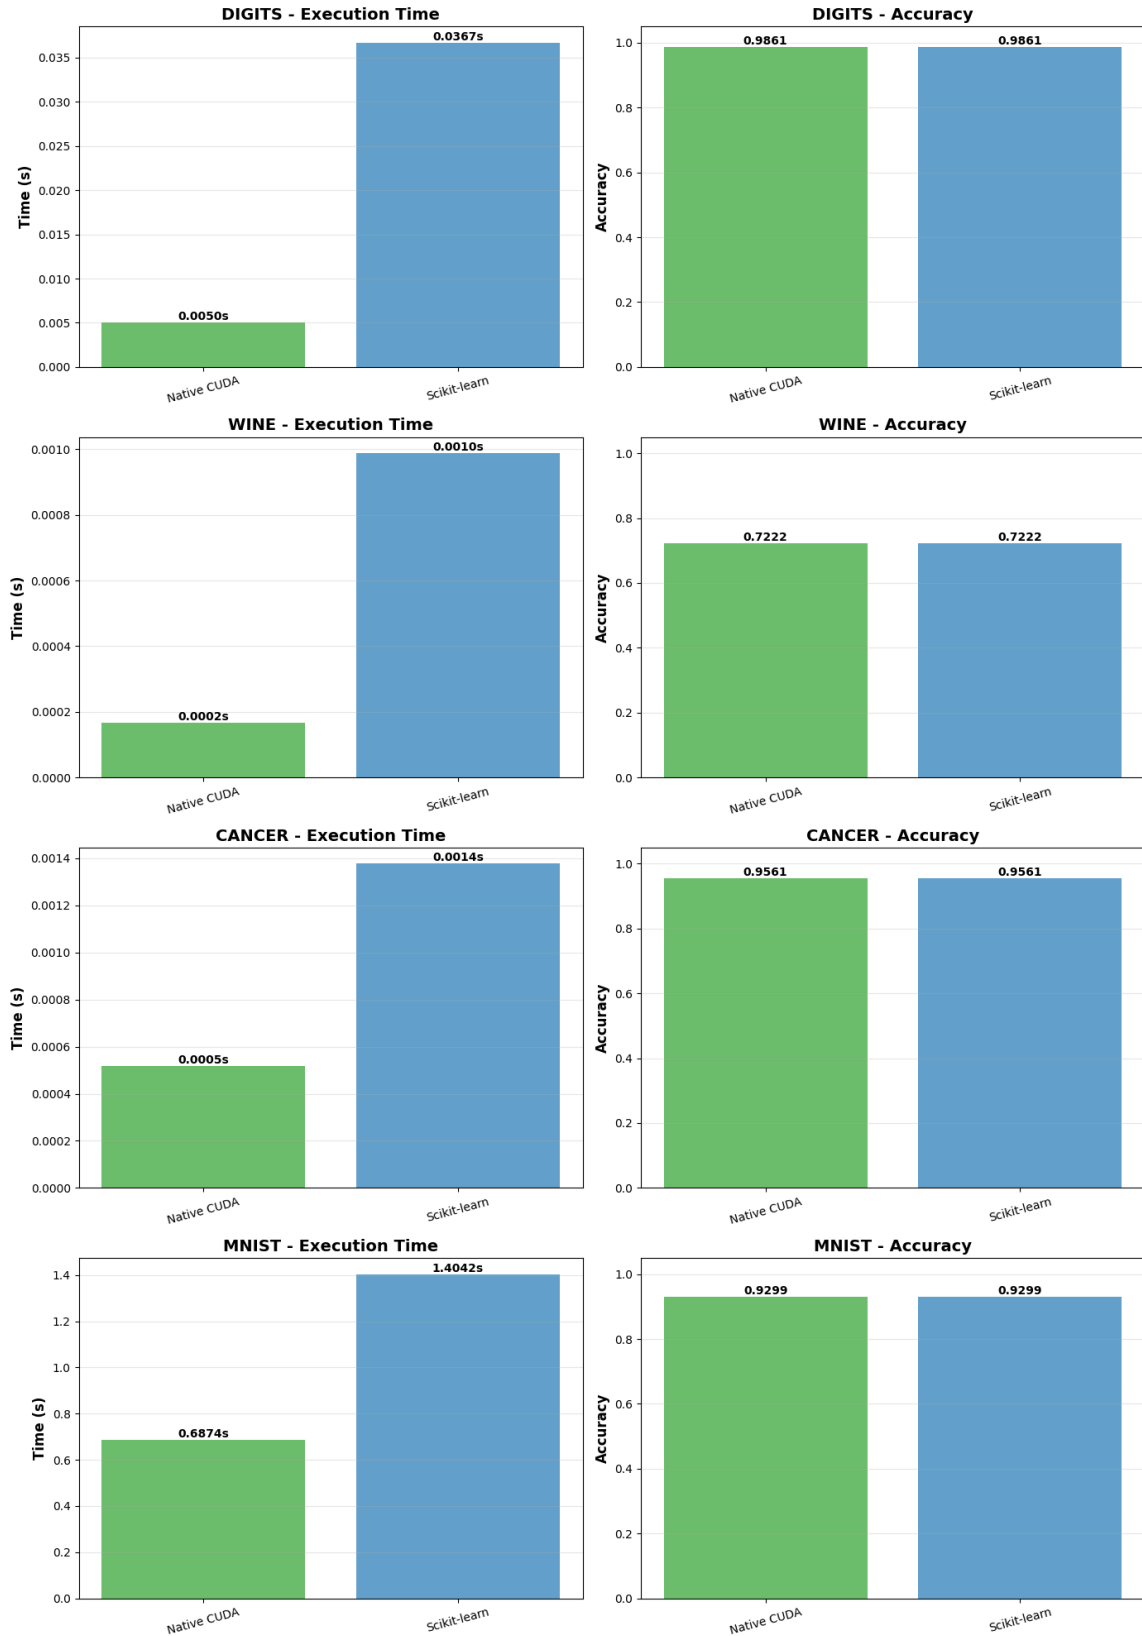 DIGITS - Execution Time
0.0367s
0.035
0.030
0.025
0.020
0.015
0.010
0.005
0.000
Time (s)
0.0050s
Native CUDA
Scikit-learn
DIGITS - Accuracy
1.0
0.8
0.6
0.4
0.2
0.0
Accuracy
0.9861
0.9861
Native CUDA
Scikit-learn
WINE - Execution Time
0.0010
0.0008
0.0006
0.0004
0.0002
0.0000
Time (s)
0.0002s
0.0010s
Native CUDA
Scikit-learn
WINE - Accuracy
1.0
0.8
0.6
0.4
0.2
0.0
Accuracy
0.7222
0.7222
Native CUDA
Scikit-learn
CANCER - Execution Time
0.0014
0.0012
0.0010
0.0008
0.0006
0.0004
0.0002
0.0000
Time (s)
0.0005s
0.0014s
Native CUDA
Scikit-learn
CANCER - Accuracy
1.0
0.8
0.6
0.4
0.2
0.0
Accuracy
0.9561
0.9561
Native CUDA
Scikit-learn
MNIST - Execution Time
1.4
1.2
1.0
0.8
0.6
0.4
0.2
0.0
Time (s)
0.6874s
1.4042s
Native CUDA
Scikit-learn
MNIST - Accuracy
1.0
0.8
0.6
0.4
0.2
0.0
Accuracy
0.9299
0.9299
Native CUDA
Scikit-learn